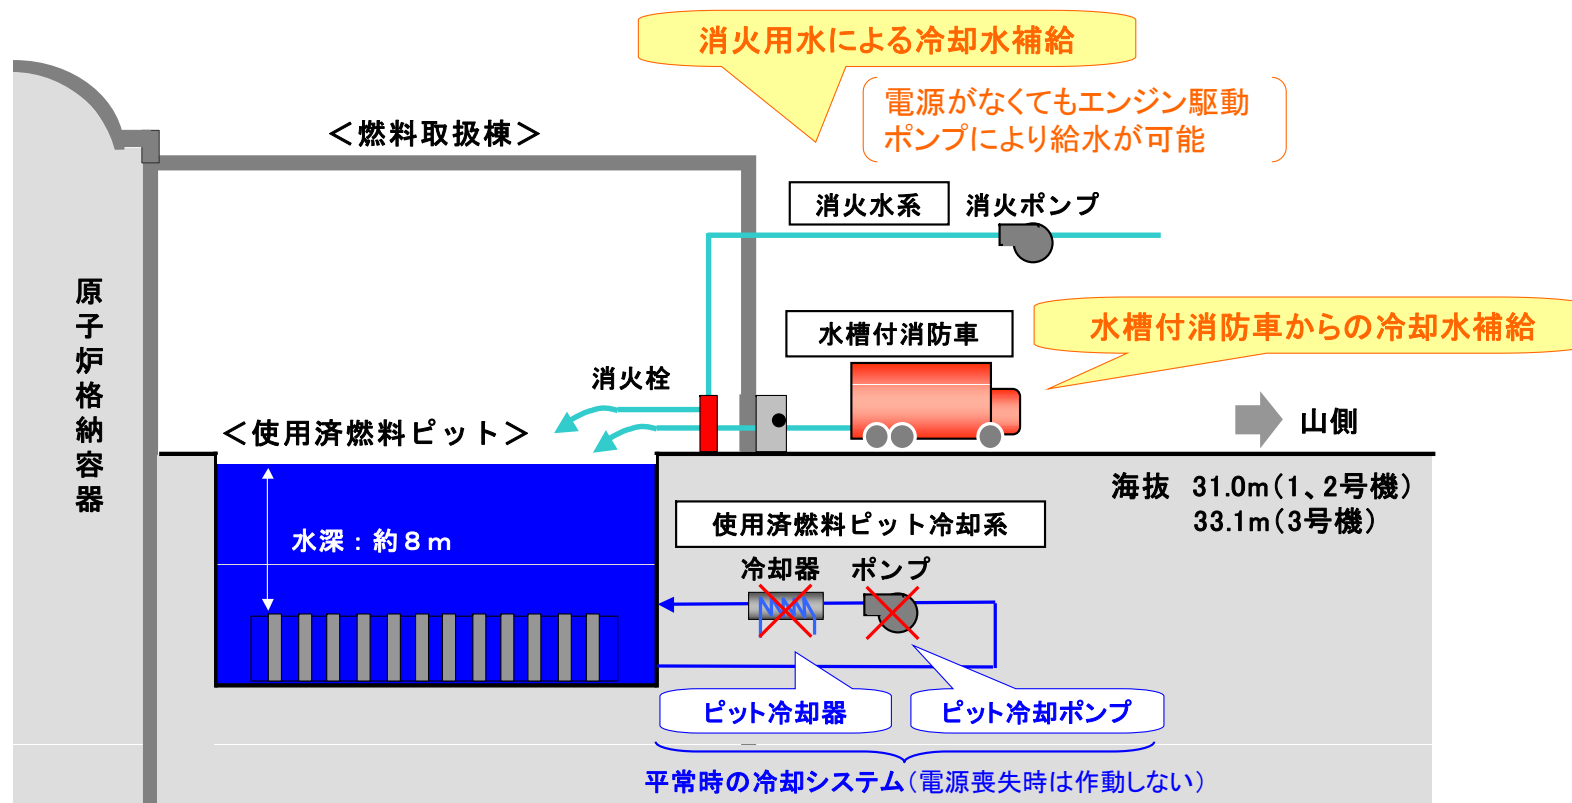 消火用水による冷却水補給
電源がなくてもエンジン駆動
ポンプにより給水が可能
＜燃料取扱棟＞
消火水系
消火ポンプ
原子炉格納容器
水槽付消防車
水槽付消防車からの冷却水補給
消火栓
＜使用済燃料ピット＞
山側
海抜 31.0m（1、2号機）
33.1m（3号機）
水深：約８ｍ
使用済燃料ピット冷却系
冷却器
ポンプ
ピット冷却器
ピット冷却ポンプ
平常時の冷却システム（電源喪失時は作動しない）